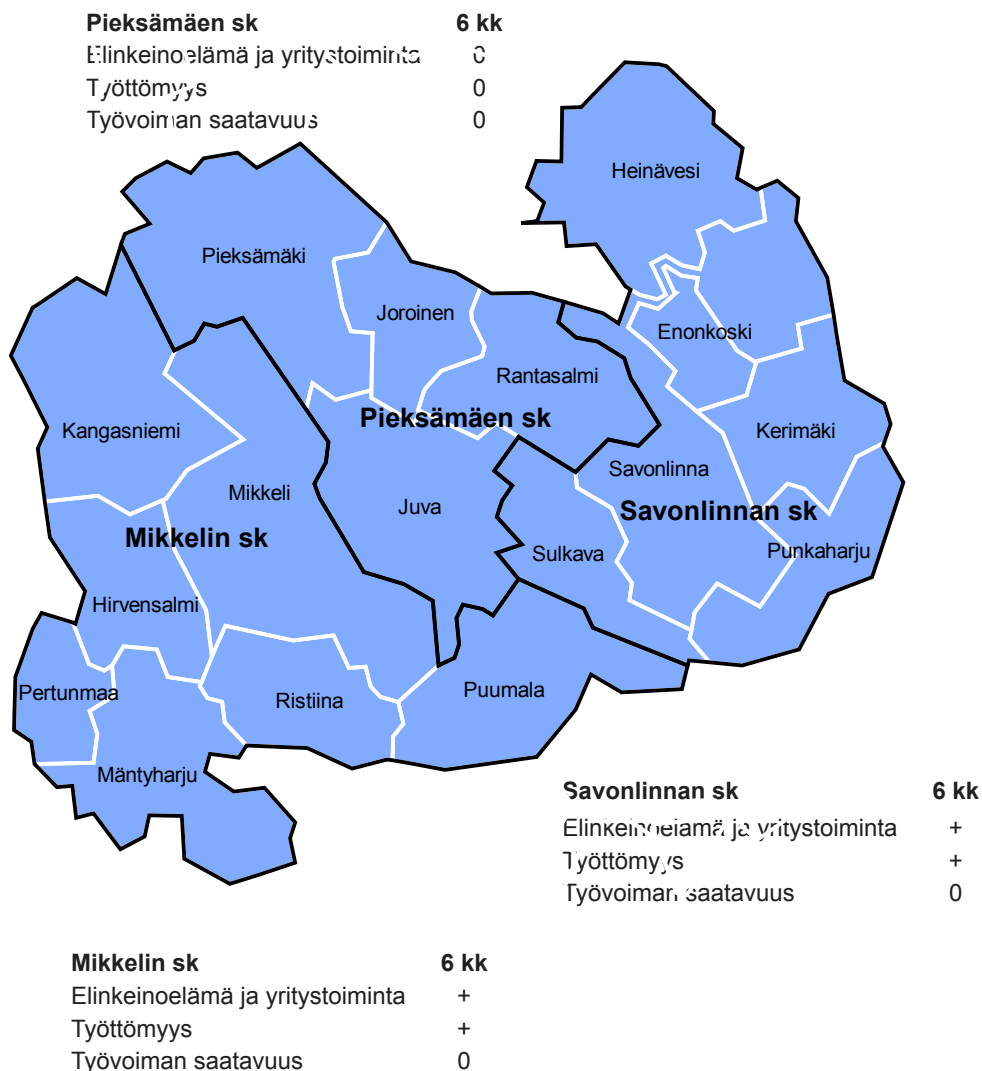 Pieksämäen sk 6 kk
Elinkeinoelämä ja yritystoiminta 0
Työttömyys 0
Työvoiman saatavuus 0
Heinävesi
Pieksämäki
Joroinen
Enonkoski
Rantasalmi
Pieksämäen sk
Kangasniemi
Kerimäki
Savonlinna
Mikkeli
Juva
Savonlinnan sk
Mikkelin sk
Sulkava
Punkaharju
Hirvensalmi
Pertunmaa
Ristiina
Puumala
Mäntyharju
Savonlinnan sk 6 kk
Elinkeinoelämä ja yritystoiminta +
Työttömyys +
Työvoiman saatavuus 0
Mikkelin sk 6 kk
Elinkeinoelämä ja yritystoiminta +
Työttömyys +
Työvoiman saatavuus 0